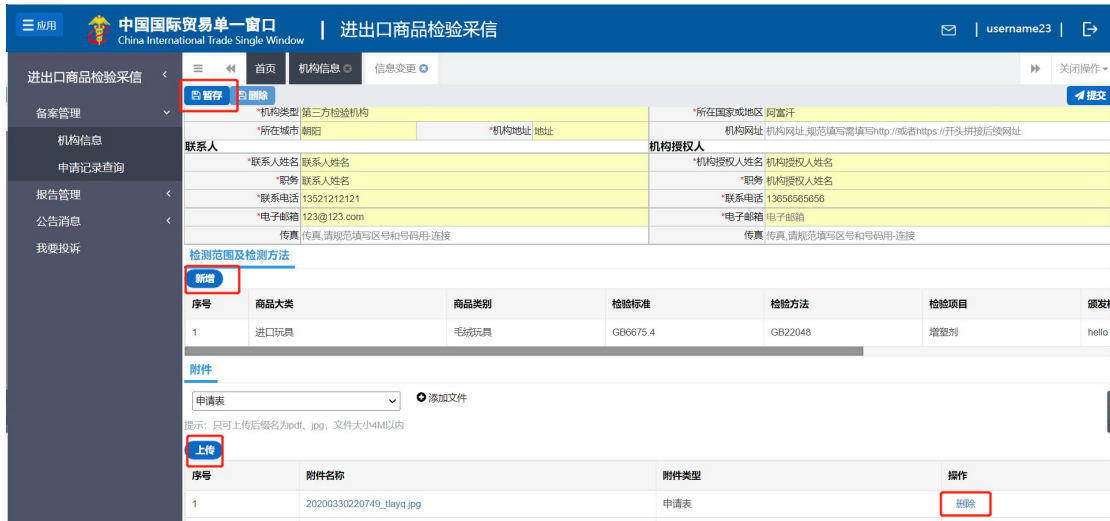 应用 中国国际贸易单一窗口 | 进出口商品检验采信 | username23 |
China International Trade Single Window
进出口商品检验采信
备案管理
机构信息
申请记录查询
报告管理
公告消息
我要投诉
首页 机构信息 信息变更 关闭操作
暂存 删除 提交
*机构类型 第三方检验机构 *所在国家或地区 阿富汗
*所在城市 朝阳 *机构地址 地址 机构网址 机构网址,规范填写需填写http://或者https://开头拼接后续网址
联系人 机构授权人
*联系人姓名 联系人姓名 *机构授权人姓名 机构授权人姓名
*职务 联系人姓名 *职务 机构授权人姓名
*联系电话 13521212121 *联系电话 13656565656
*电子邮箱 123@123.com *电子邮箱 电子邮箱
传真 传真,请规范填写区号和号码用-连接 传真 传真,请规范填写区号和号码用-连接
检测范围及检测方法
新增
序号 商品大类 商品类别 检验标准 检验方法 检验项目 颁发
1 进口玩具 毛绒玩具 GB6675.4 GB22048 增塑剂 hello
附件
申请表 添加文件
提示：只可上传后缀名为pdf、jpg，文件大小4M以内
上传
序号 附件名称 附件类型 操作
1 20200330220749_tlayq.jpg 申请表 删除